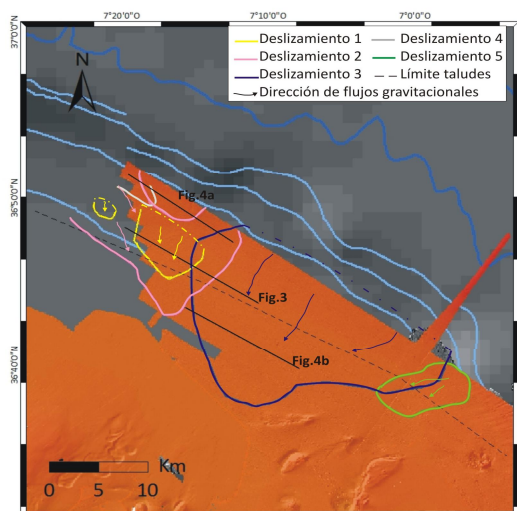 7°20'0
7°10'0
7°0'0
37°0'0
Deslizamiento 1
Deslizamiento 4
Deslizamiento 2
Deslizamiento 5
Deslizamiento 3
Límite taludes
Dirección de flujos gravitacionales
N
36°50'0
Fig.4a
Fig.3
Fig.4b
36°40'0
Km
0 5 10